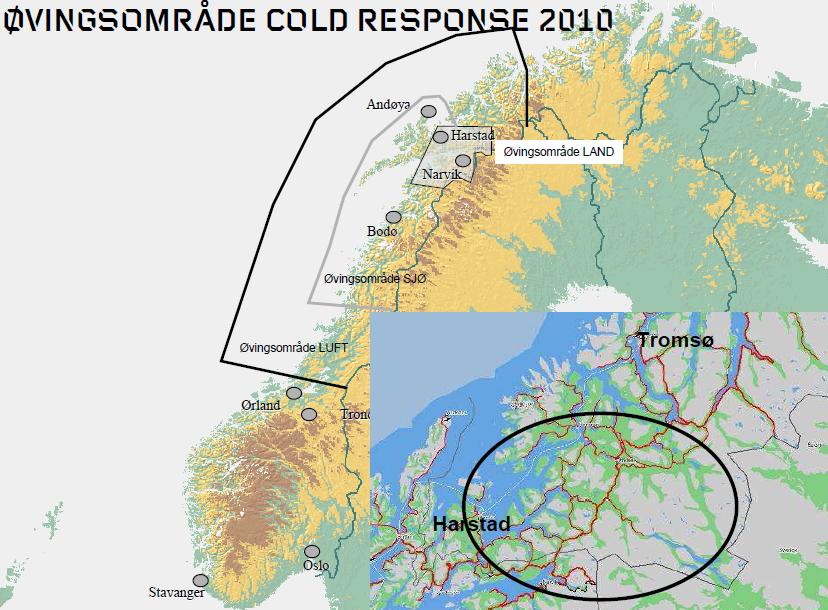 ØVINGSOMRÅDE COLD RESPONSE 2010
Andøya
Harstad
Øvingsområde LAND
Narvik
Bodø
Øvingsområde SJØ
Øvingsområde LUFT
Tromsø
Ørland
Trond
Harstad
Oslo
Stavanger